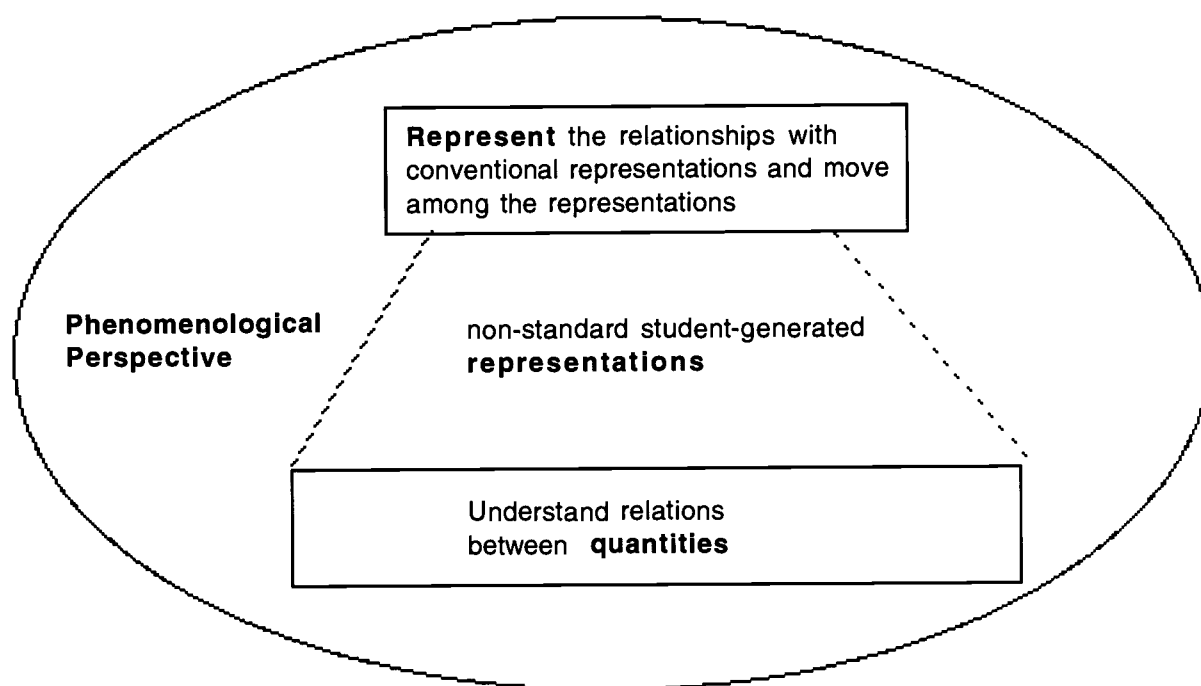 Represent the relationships with
conventional representations and move
among the representations
Phenomenological
Perspective
non-standard student-generated
representations
Understand relations
between quantities